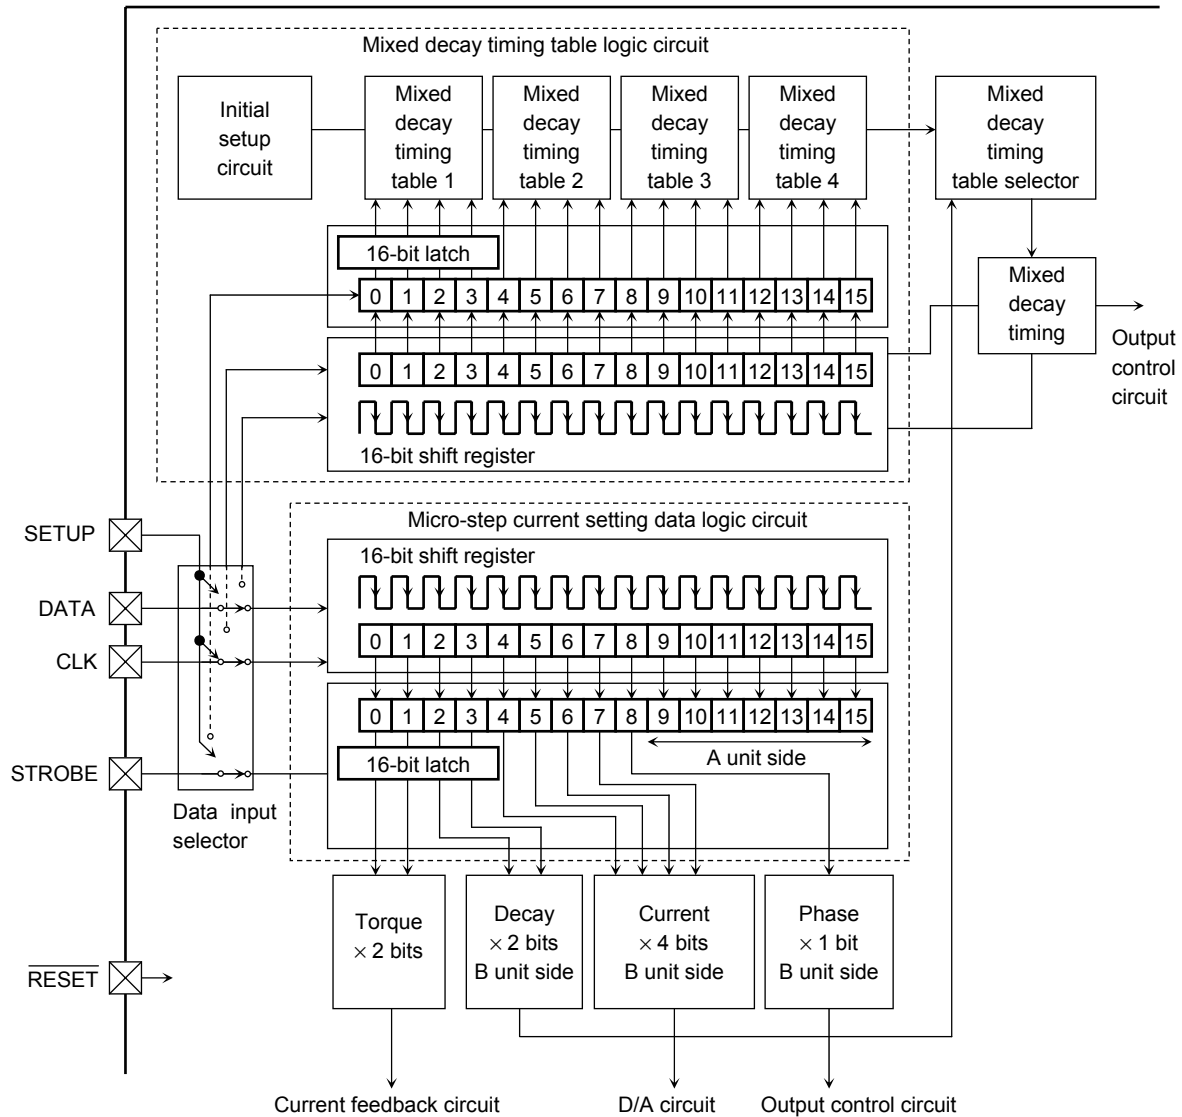 Mixed decay timing table logic circuit
Initial
setup
circuit
Mixed
decay
timing
table 1
Mixed
decay
timing
table 2
Mixed
decay
timing
table 3
Mixed
decay
timing
table 4
Mixed
decay
timing
table selector
16-bit latch
0 1 2 3 4 5 6 7 8 9 10 11 12 13 14 15
Mixed
decay
timing
Output
control
circuit
0 1 2 3 4 5 6 7 8 9 10 11 12 13 14 15
16-bit shift register
Micro-step current setting data logic circuit
SETUP
DATA
CLK
STROBE
Data input
selector
16-bit shift register
0 1 2 3 4 5 6 7 8 9 10 11 12 13 14 15
0 1 2 3 4 5 6 7 8 9 10 11 12 13 14 15
A unit side
16-bit latch
RESET
Torque
× 2 bits
Decay
× 2 bits
B unit side
Current
× 4 bits
B unit side
Phase
× 1 bit
B unit side
Current feedback circuit
D/A circuit
Output control circuit